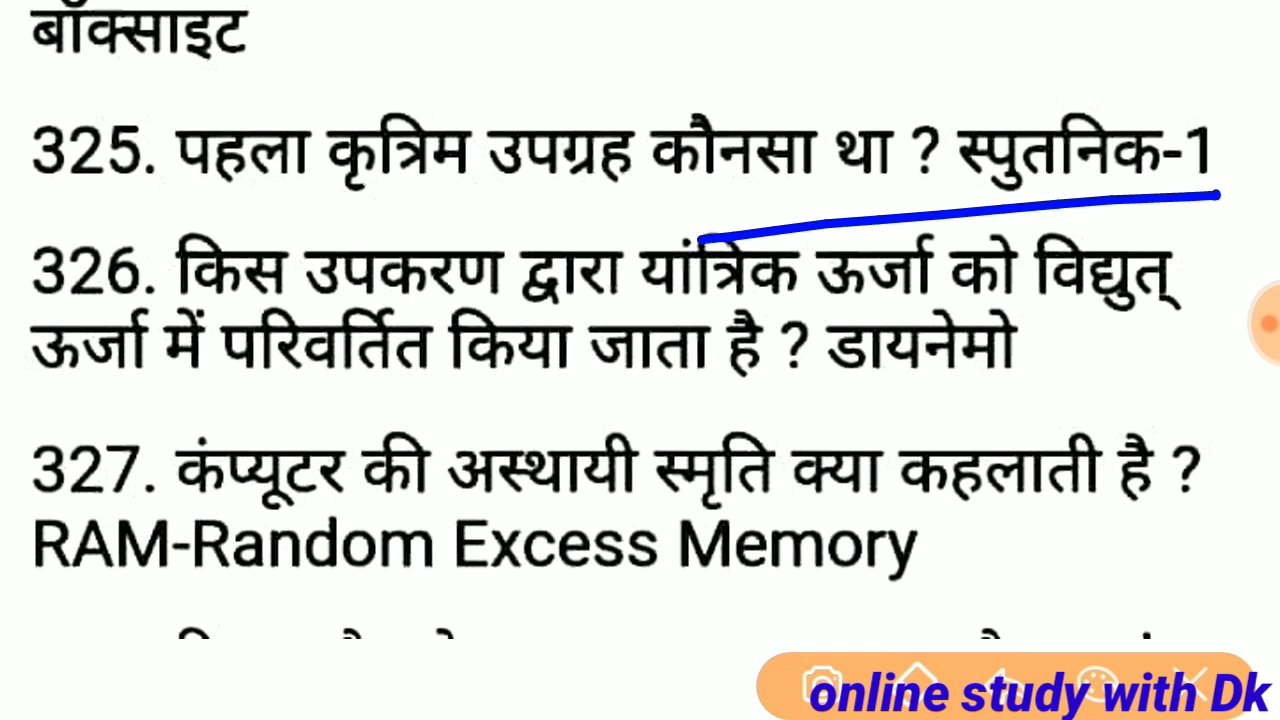 बॉक्साइट
325. पहला कृत्रिम उपग्रह कौनसा था ? स्पुतनिक-1
326. किस उपकरण द्वारा यांत्रिक ऊर्जा को विद्युत्
ऊर्जा में परिवर्तित किया जाता है ? डायनेमो
327. कंप्यूटर की अस्थायी स्मृति क्या कहलाती है ?
RAM-Random Excess Memory
online study with Dk